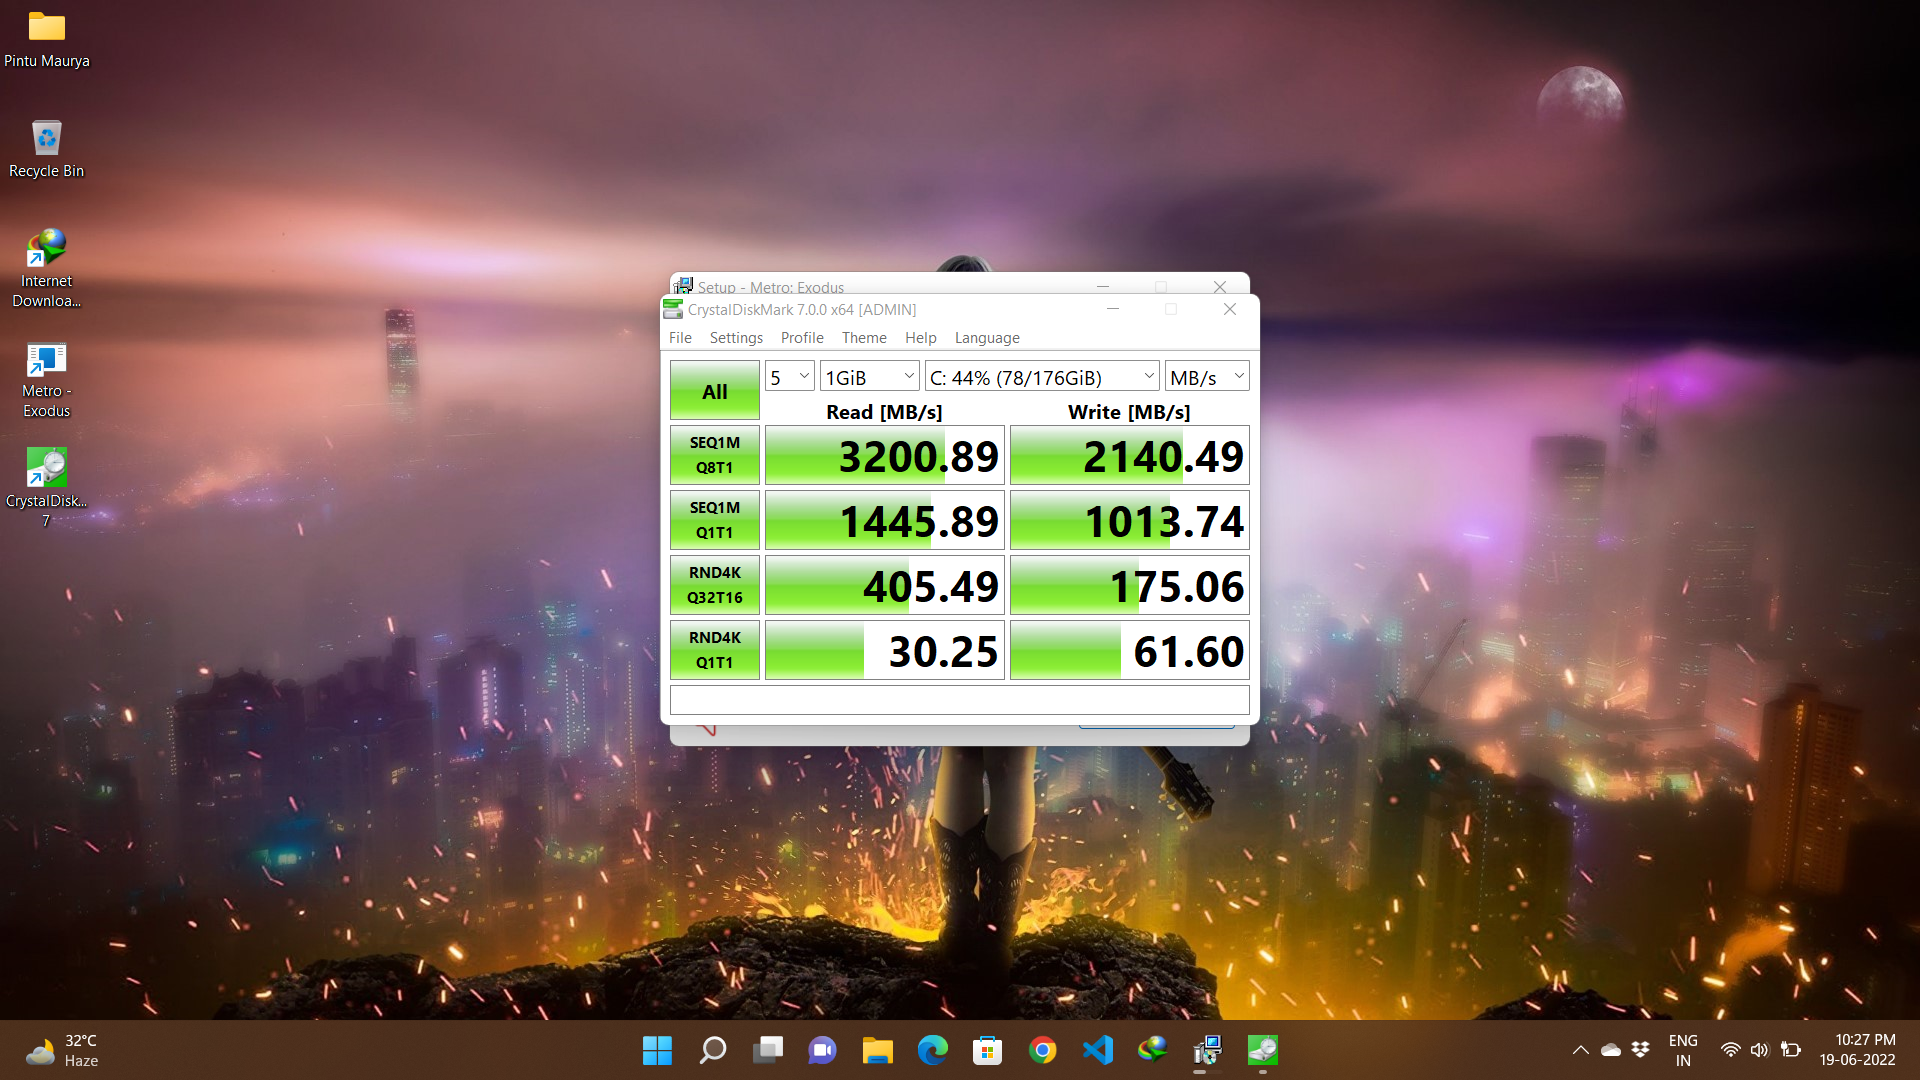 Pintu Maurya
Recycle Bin
Internet
Downloa...
Metro -
Exodus
CrystalDisk...
7
Setup - Metro: Exodus
CrystalDiskMark 7.0.0 x64 [ADMIN]
File Settings Profile Theme Help Language
All 5 1GiB C: 44% (78/176GiB) MB/s
Read [MB/s] Write [MB/s]
SEQ1M
Q8T1 3200.89 2140.49
SEQ1M
Q1T1 1445.89 1013.74
RND4K
Q32T16 405.49 175.06
RND4K
Q1T1 30.25 61.60
32°C
Haze
ENG
IN
10:27 PM
19-06-2022